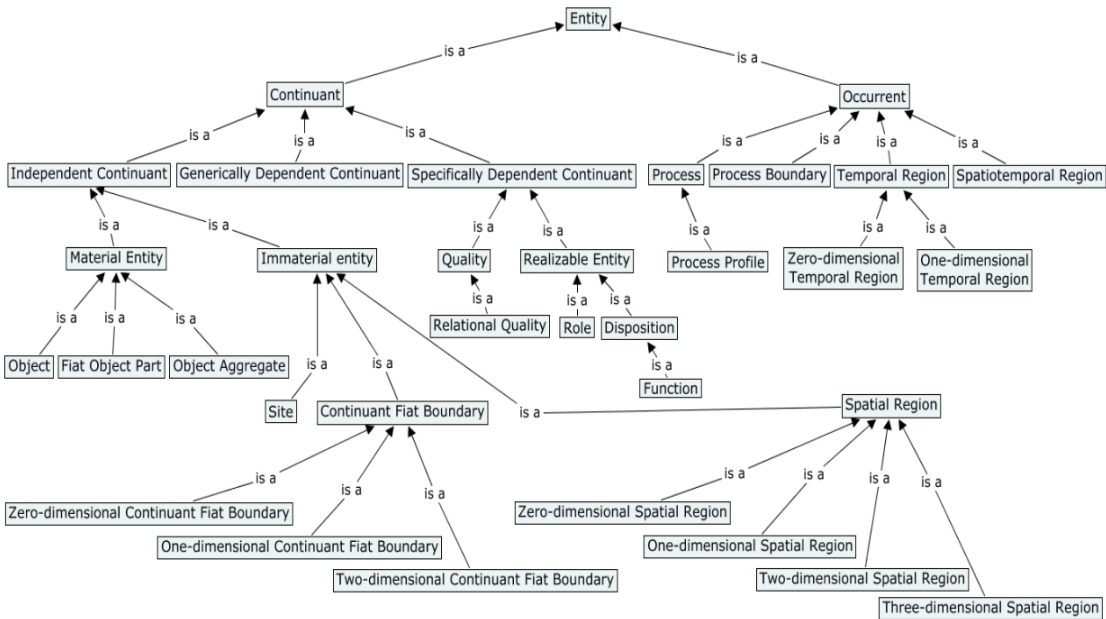 Entity
is a
is a
Continuant
Occurrent
is a
is a
is a
is a
is a
is a
is a
Independent Continuant
Generically Dependent Continuant
Specifically Dependent Continuant
Process
Process Boundary
Temporal Region
Spatiotemporal Region
is a
is a
is a
is a
is a
is a
is a
Material Entity
Immaterial entity
Quality
Realizable Entity
Process Profile
Zero-dimensional
Temporal Region
One-dimensional
Temporal Region
is a
is a
is a
is a
is a
is a
Relational Quality
Role
Disposition
Object
Fiat Object Part
Object Aggregate
is a
is a
is a
Function
Site
Continuant Fiat Boundary
is a
Spatial Region
is a
is a
is a
is a
is a
is a
is a
Zero-dimensional Continuant Fiat Boundary
Zero-dimensional Spatial Region
One-dimensional Continuant Fiat Boundary
One-dimensional Spatial Region
Two-dimensional Continuant Fiat Boundary
Two-dimensional Spatial Region
Three-dimensional Spatial Region